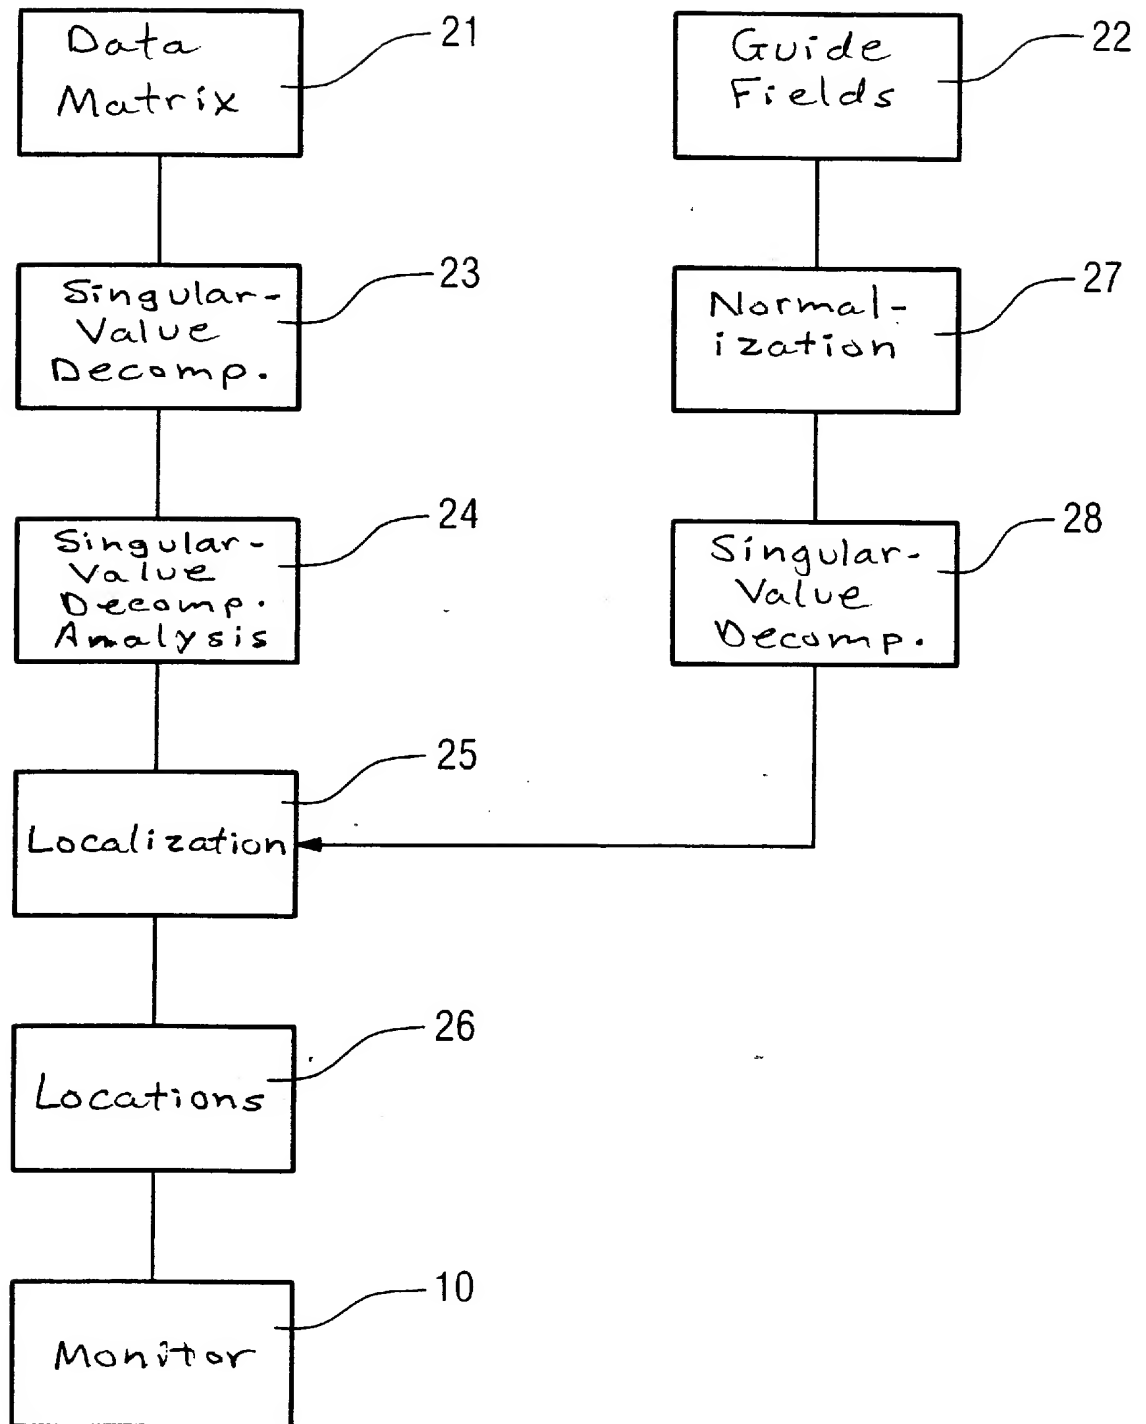 Data
Matrix
21
Guide
Fields
22
Singular-
Value
Decomp.
23
Normal-
ization
27
Singular-
Value
Decomp.
Analysis
24
Singular-
Value
Decomp.
28
Localization
25
Locations
26
Monitor
10